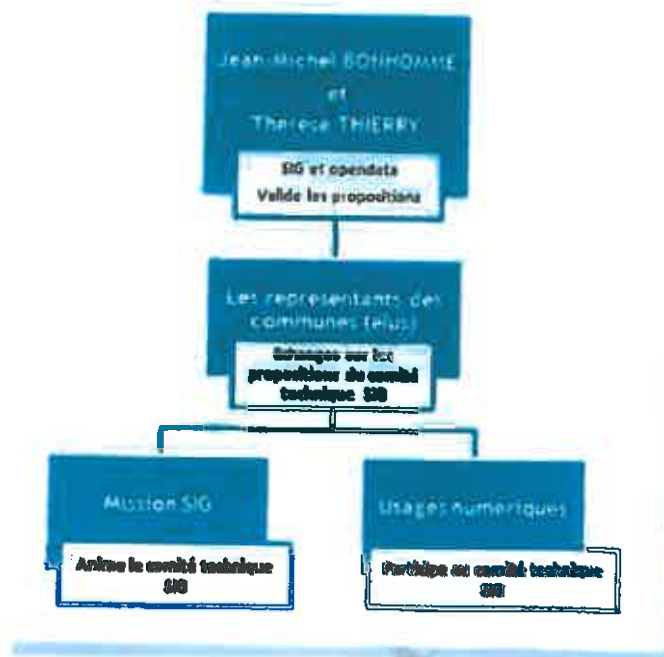 Jean-Michel BONHOMME
et
Thérèse THIERRY
SIG et opendata
Valide les propositions
Les représentants des
communes (élus)
Echanges sur les
propositions du comité
technique SIG
Mission SIG
Usages numériques
Anime le comité technique
SIG
Participe au comité technique
SIG